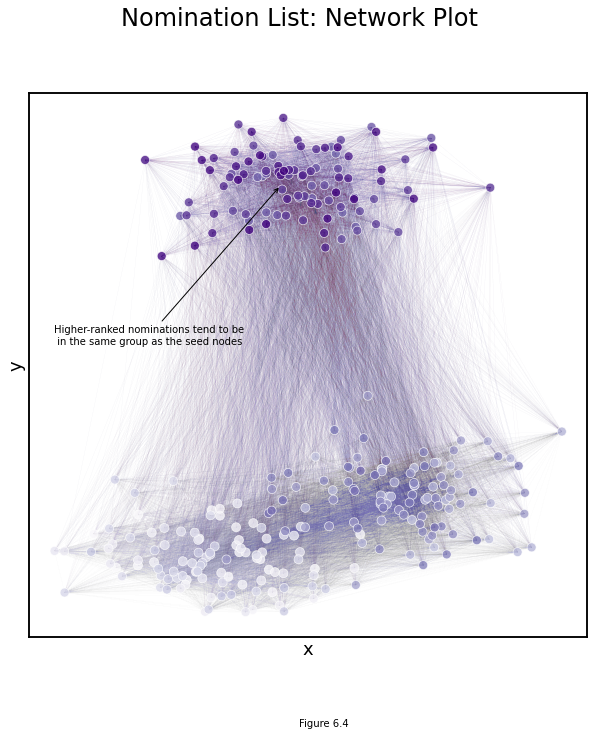 Nomination List: Network Plot
Higher-ranked nominations tend to be
in the same group as the seed nodes
y
x
Figure 6.4